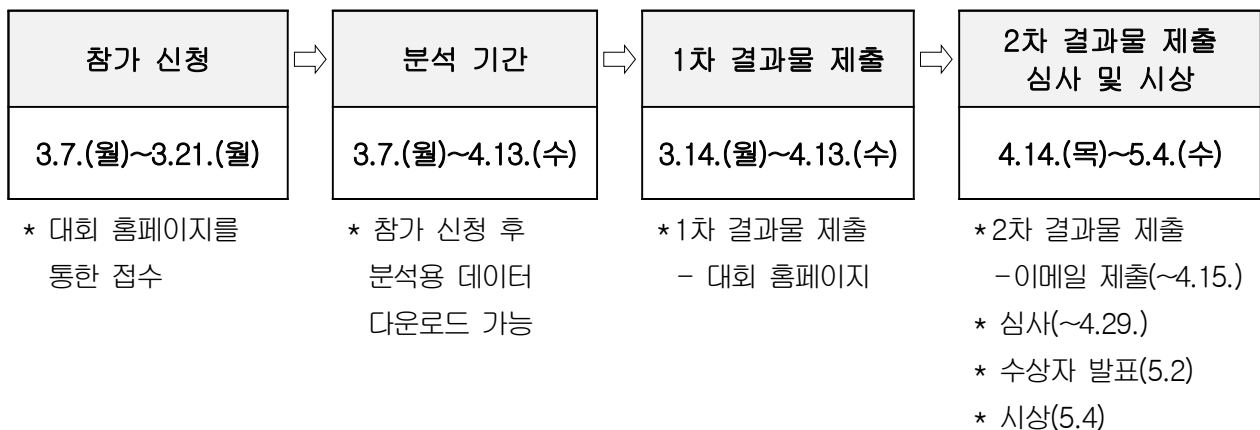 참가 신청
3.7.(월)~3.21.(월)
* 대회 홈페이지를
통한 접수
분석 기간
3.7.(월)~4.13.(수)
* 참가 신청 후
분석용 데이터
다운로드 가능
1차 결과물 제출
3.14.(월)~4.13.(수)
*1차 결과물 제출
- 대회 홈페이지
2차 결과물 제출
심사 및 시상
4.14.(목)~5.4.(수)
*2차 결과물 제출
-이메일 제출(~4.15.)
* 심사(~4.29.)
* 수상자 발표(5.2)
* 시상(5.4)